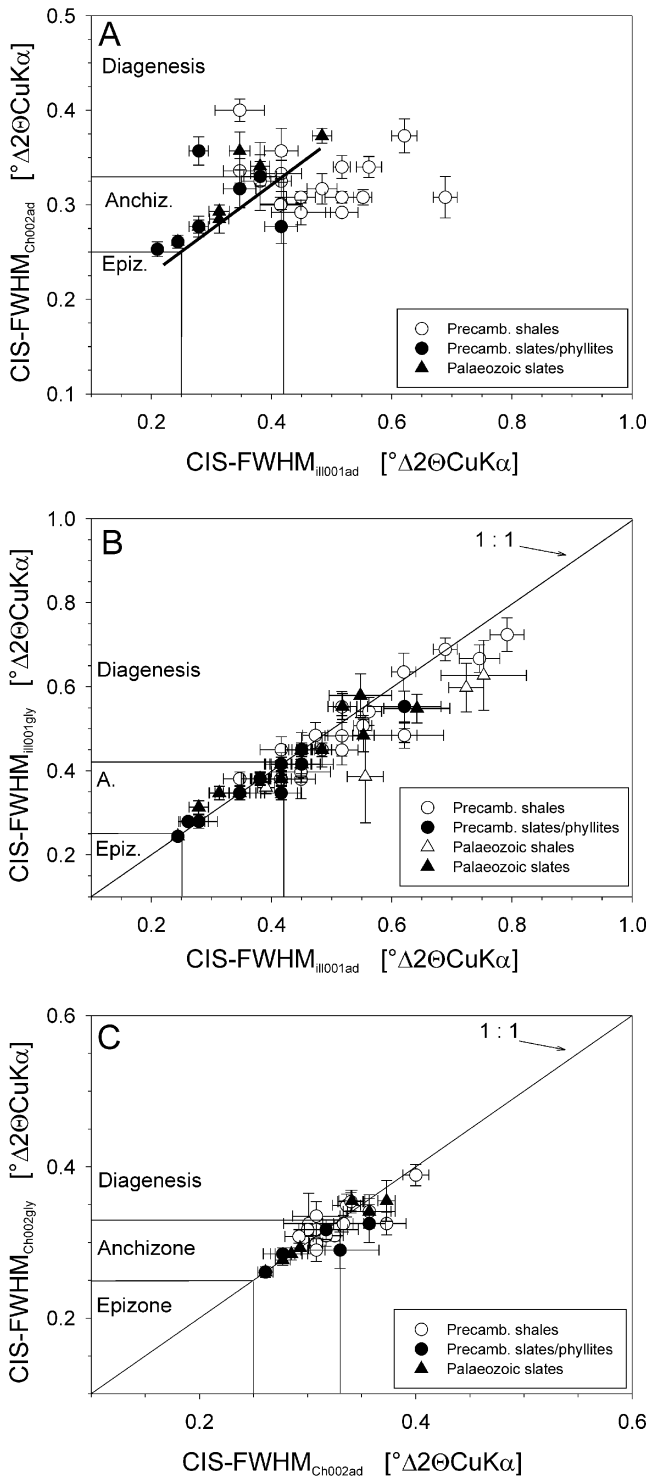 A
0.5
Diagenesis
0.4
Anchiz.
0.3
Epiz.
0.2
0.1
CIS-FWHMCh002ad [°Δ2ΘCuKα]
Precamb. shales
Precamb. slates/phyllites
Palaeozoic slates
0.2 0.4 0.6 0.8 1.0
CIS-FWHMill001ad [°Δ2ΘCuKα]
B
1.0
1 : 1
0.8
Diagenesis
0.6
0.4
A.
Epiz.
0.2
CIS-FWHMill001gly [°Δ2ΘCuKα]
Precamb. shales
Precamb. slates/phyllites
Palaeozoic shales
Palaeozoic slates
0.2 0.4 0.6 0.8 1.0
CIS-FWHMill001ad [°Δ2ΘCuKα]
C
0.6
1 : 1
0.4
Diagenesis
Anchizone
Epizone
0.2
CIS-FWHMCh002gly [°Δ2ΘCuKα]
Precamb. shales
Precamb. slates/phyllites
Palaeozoic slates
0.2 0.4 0.6
CIS-FWHMCh002ad [°Δ2ΘCuKα]